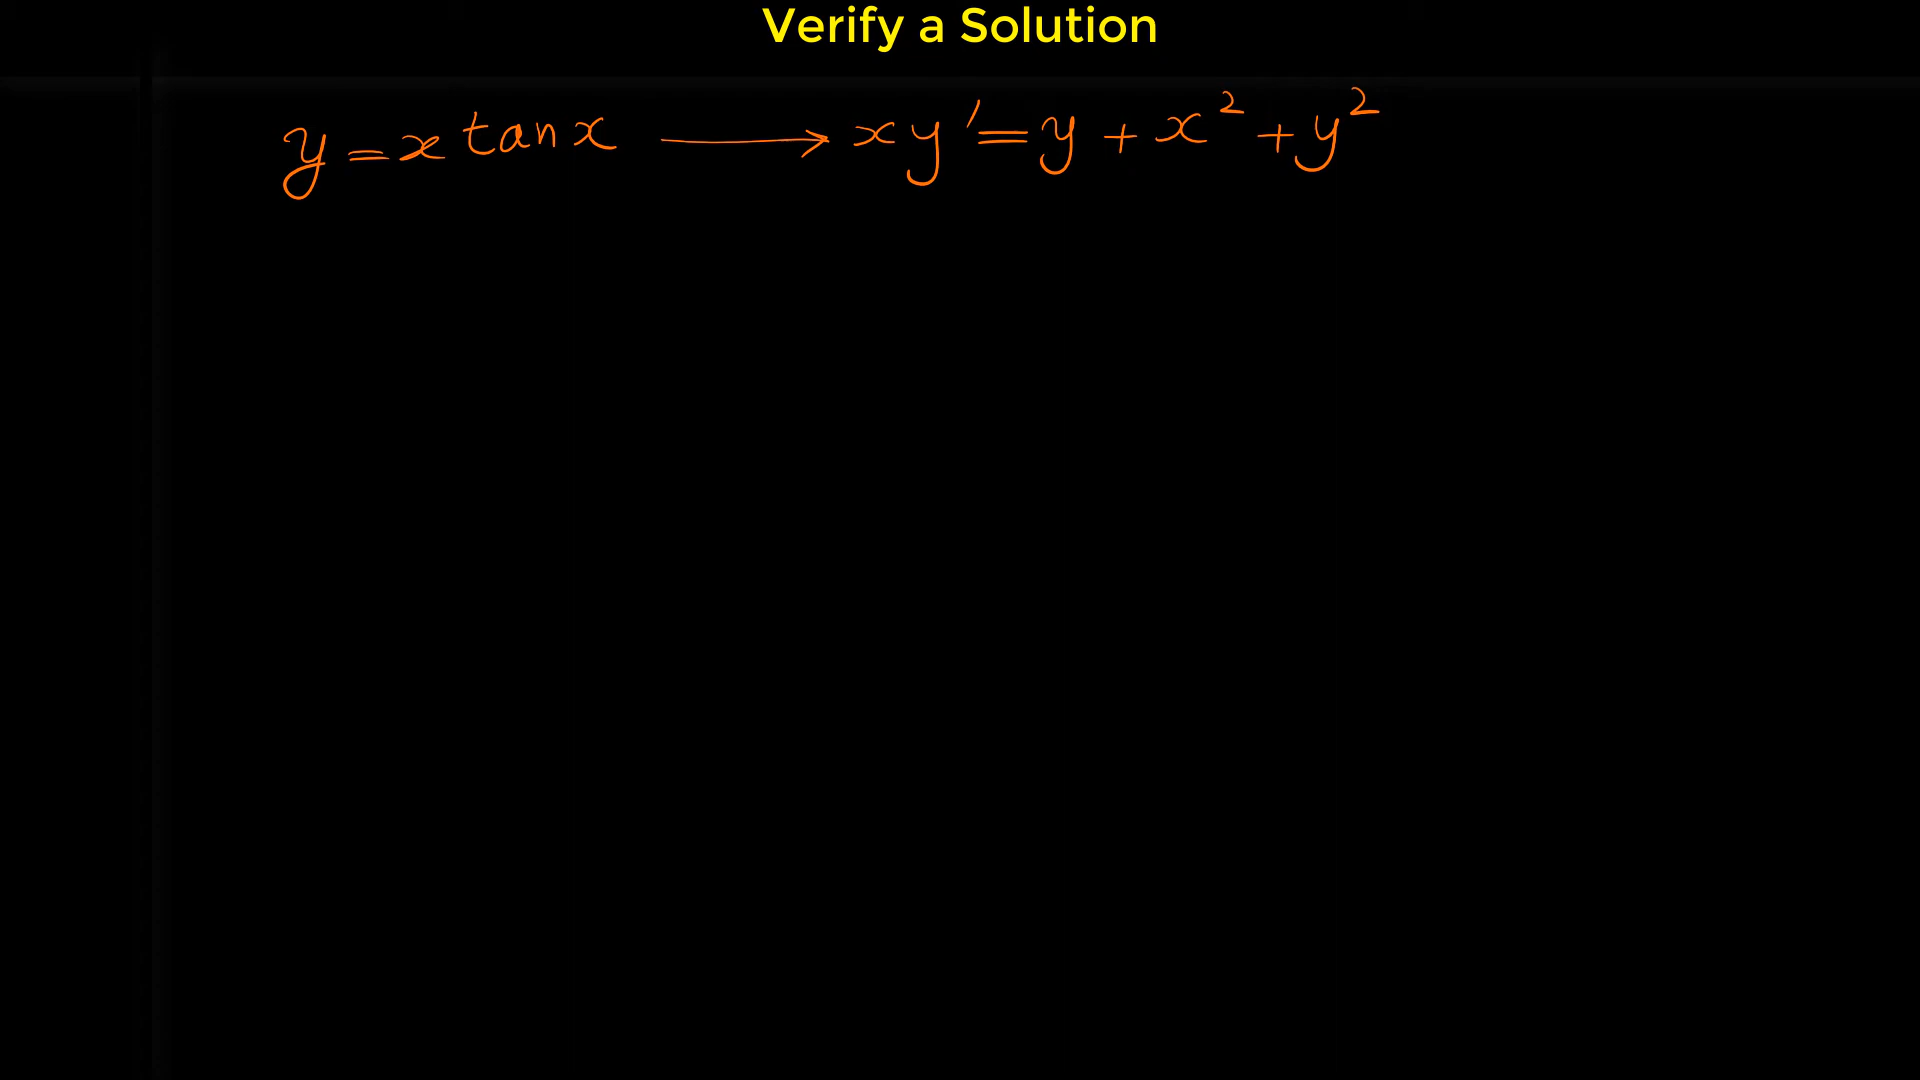 Verify a Solution
y = x tan x ⟶ xy' = y + x² + y²